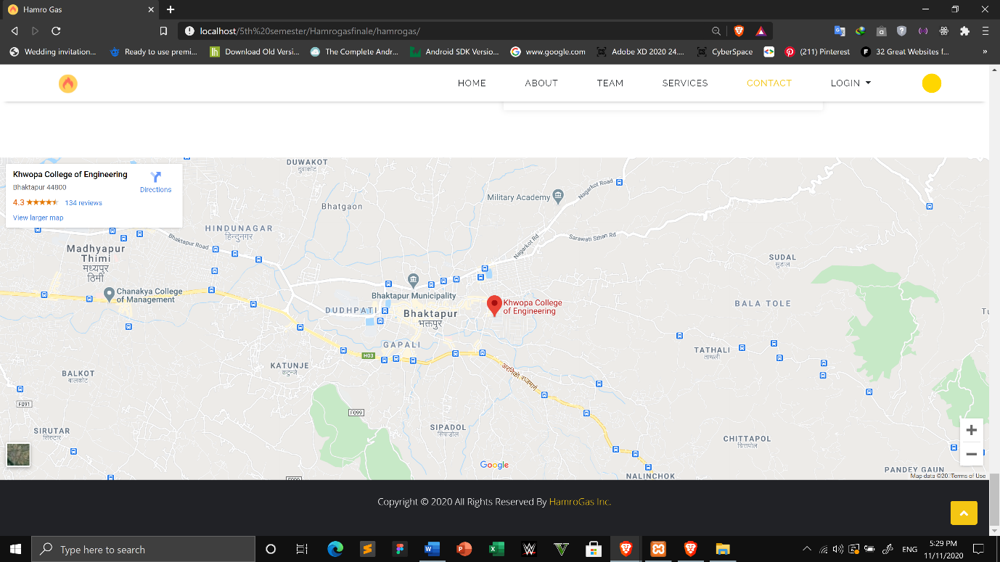 Hamro Gas
localhost/5th%20semester/Hamrogasfinale/hamrogas/
Wedding invitation... Ready to use premi... Download Old Versi... The Complete Andr... Android SDK Versio... www.google.com Adobe XD 2020 24.... CyberSpace (211) Pinterest 32 Great Websites f... »
HOME ABOUT TEAM SERVICES CONTACT LOGIN
Khwopa College of Engineering
Bhaktapur 44800
Directions
4.3 134 reviews
View larger map
DUWAKOT
दुवाकोट
Nagarkot Road
Military Academy
Bhatgaon
HINDUNAGAR
हिन्दुनगर
Bhaktapur Road
Nagarkot Rd
Sarawati Sthan Rd
Madhyapur
Thimi
मध्यपुर
ठिमी
SUDAL
सुडाल
Chanakya College
of Management
Bhaktapur Municipality
Khwopa College
of Engineering
BALA TOLE
DUDHPATI
Bhaktapur
भक्तपुर
GAPALI
TATHALI
ताथली
H03
KATUNJE
कटुन्जे
अरनिको राजमार्ग
BALKOT
बालकोट
F091
F099
SIPADOL
सिपाडोल
SIRUTAR
सिरुटार
CHITTAPOL
चित्तपोल
Google
NALINCHOK
PANDEY GAUN
Map data ©20 Terms of Use
Copyright © 2020 All Rights Reserved By HamroGas Inc.
Type here to search
ENG
5:29 PM
11/11/2020